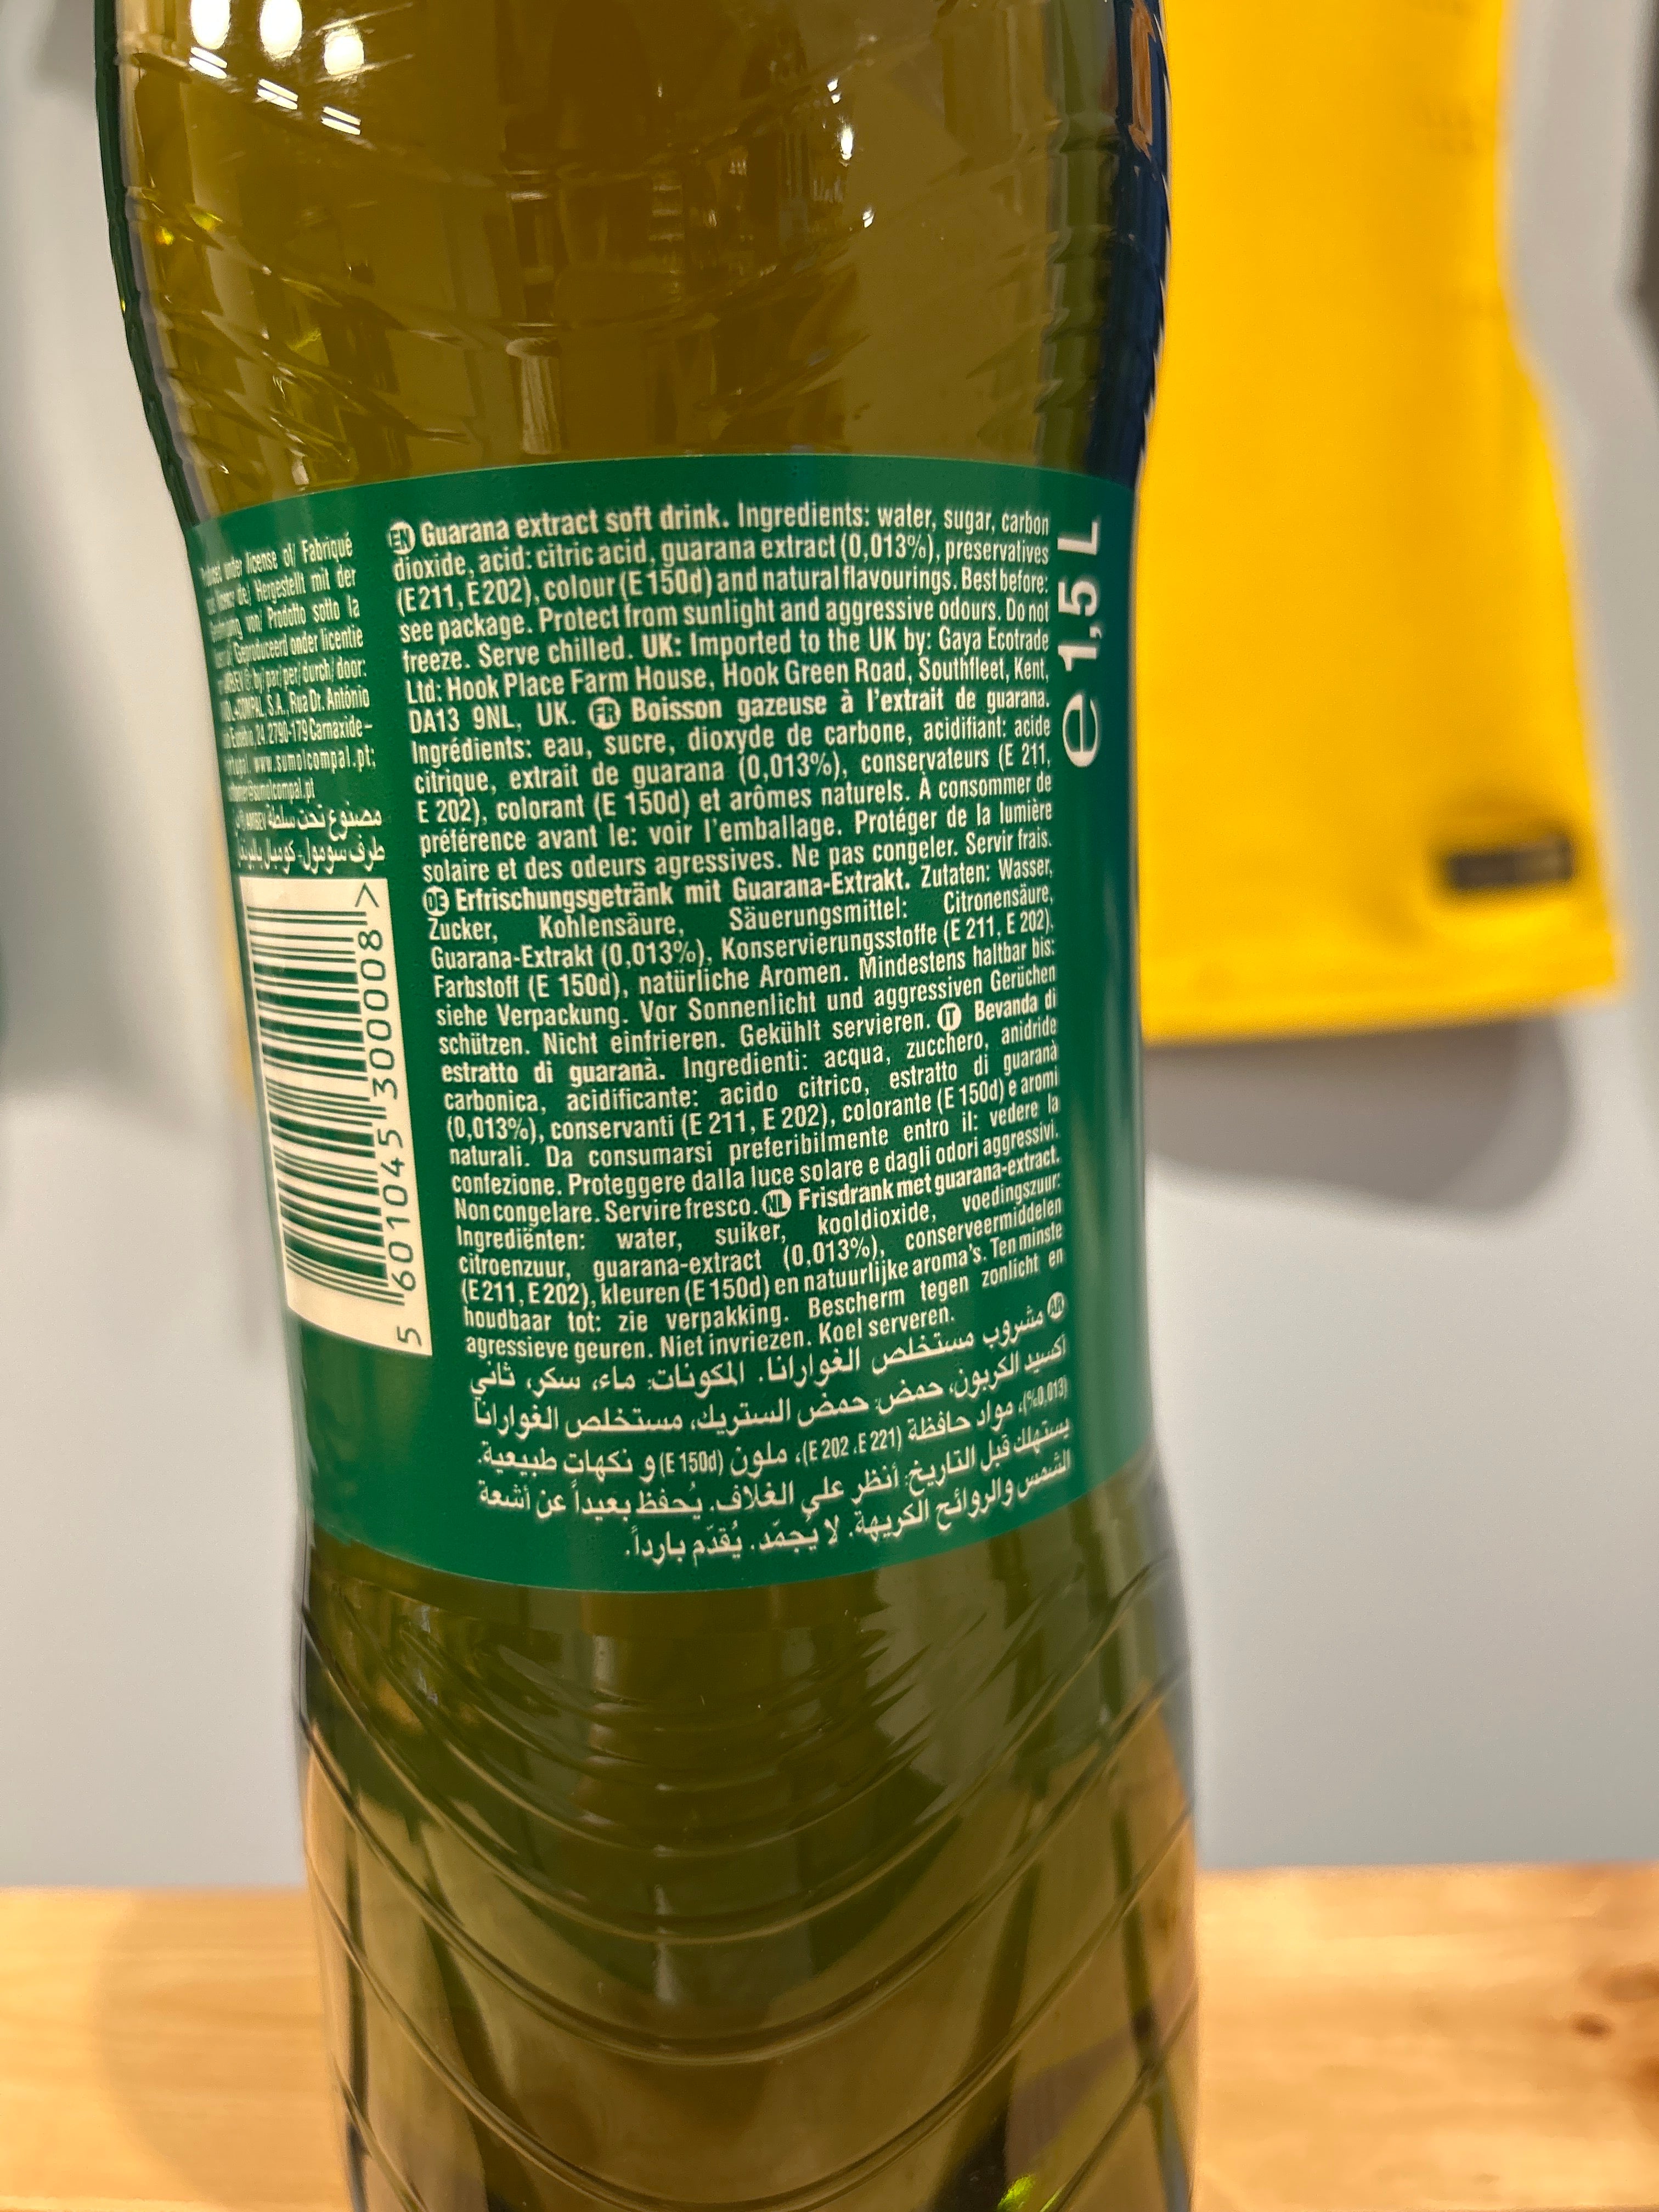 under license of/ Fabriqué
de/ Hergestellt mit der
von/ Prodotto sotto la
Geproduceerd onder licentie
by/ par/ per/ durch/ door:
S.A., Rua Dr. António
24. 2790-179 Carnaxide –
www.sumolcompal.pt;
مصنوع تحت سلطة AMBEV
طرف سومول-كومبال
5 601045 300008 >
EN Guarana extract soft drink. Ingredients: water, sugar, carbon
dioxide, acid: citric acid, guarana extract (0,013%), preservatives
(E211, E202), colour (E 150d) and natural flavourings. Best before:
see package. Protect from sunlight and aggressive odours. Do not
freeze. Serve chilled. UK: Imported to the UK by: Gaya Ecotrade
Ltd: Hook Place Farm House, Hook Green Road, Southfleet, Kent,
DA13 9NL, UK. FR Boisson gazeuse à l'extrait de guarana.
Ingrédients: eau, sucre, dioxyde de carbone, acidifiant: acide
citrique, extrait de guarana (0,013%), conservateurs (E 211,
E 202), colorant (E 150d) et arômes naturels. À consommer de
préférence avant le: voir l'emballage. Protéger de la lumière
solaire et des odeurs agressives. Ne pas congeler. Servir frais.
DE Erfrischungsgetränk mit Guarana-Extrakt. Zutaten: Wasser,
Zucker, Kohlensäure, Säuerungsmittel: Citronensäure,
Guarana-Extrakt (0,013%), Konservierungsstoffe (E 211, E 202),
Farbstoff (E 150d), natürliche Aromen. Mindestens haltbar bis:
siehe Verpackung. Vor Sonnenlicht und aggressiven Gerüchen
schützen. Nicht einfrieren. Gekühlt servieren. IT Bevanda di
estratto di guaranà. Ingredienti: acqua, zucchero, anidride
carbonica, acidificante: acido citrico, estratto di guaranà
(0,013%), conservanti (E 211, E 202), colorante (E 150d) e aromi
naturali. Da consumarsi preferibilmente entro il: vedere la
confezione. Proteggere dalla luce solare e dagli odori aggressivi.
Non congelare. Servire fresco. NL Frisdrank met guarana-extract.
Ingrediënten: water, suiker, kooldioxide, voedingszuur:
citroenzuur, guarana-extract (0,013%), conserveermiddelen
(E211, E202), kleuren (E 150d) en natuurlijke aroma's. Ten minste
houdbaar tot: zie verpakking. Bescherm tegen zonlicht en
agressieve geuren. Niet invriezen. Koel serveren.
AR مشروب مستخلص الغوارانا. المكونات: ماء، سكر، ثاني
اكسيد الكربون، حمض: حمض الستريك، مستخلص الغوارانا
(0,013%)، مواد حافظة (E 202 ،E 221)، ملون (E 150d) و نكهات طبيعية.
يستهلك قبل التاريخ: أنظر علي الغلاف. يُحفظ بعيداً عن أشعة
الشمس والروائح الكريهة. لا يُجمّد. يُقدّم بارداً.
e 1,5 L